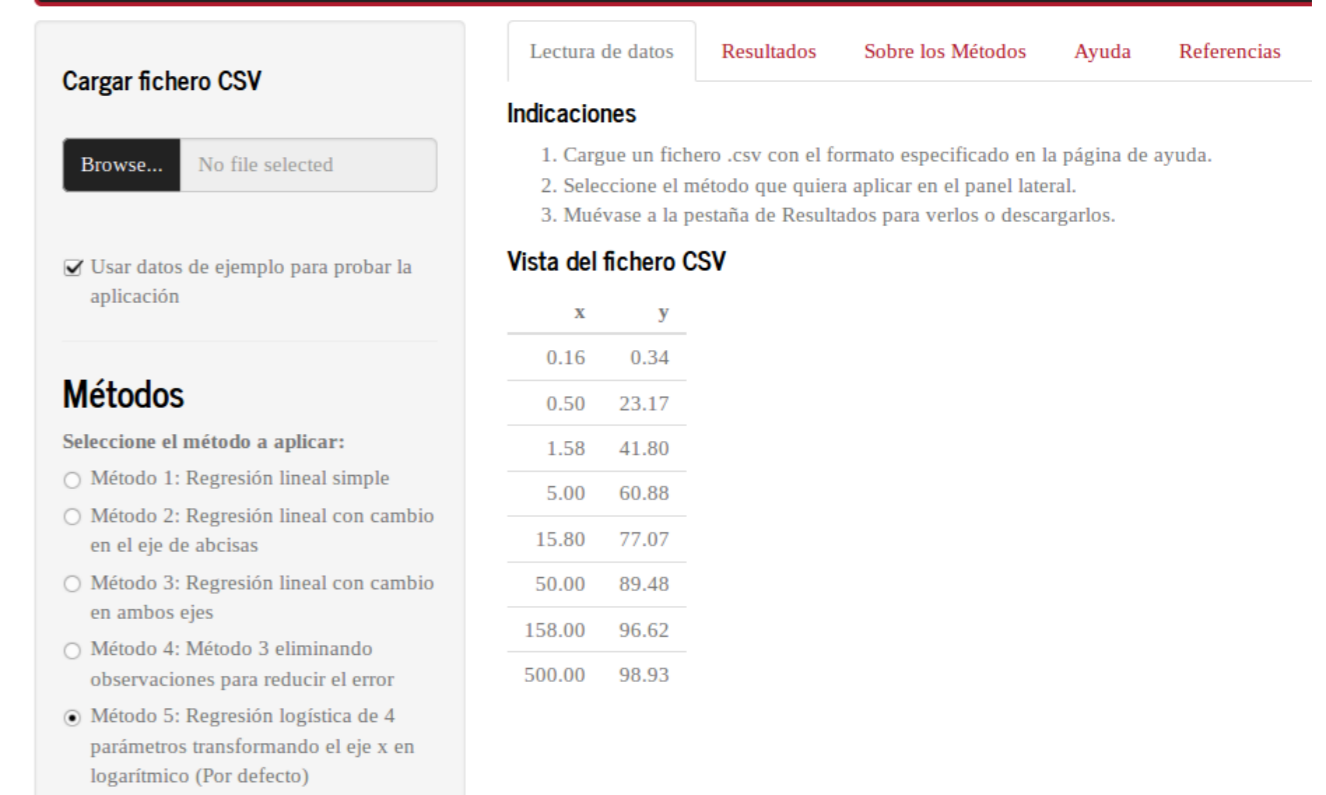 Cargar fichero CSV
Browse... No file selected
Usar datos de ejemplo para probar la
aplicación
Métodos
Seleccione el método a aplicar:
Método 1: Regresión lineal simple
Método 2: Regresión lineal con cambio
en el eje de abcisas
Método 3: Regresión lineal con cambio
en ambos ejes
Método 4: Método 3 eliminando
observaciones para reducir el error
Método 5: Regresión logística de 4
parámetros transformando el eje x en
logarítmico (Por defecto)
Lectura de datos Resultados Sobre los Métodos Ayuda Referencias
Indicaciones
1. Cargue un fichero .csv con el formato especificado en la página de ayuda.
2. Seleccione el método que quiera aplicar en el panel lateral.
3. Muévase a la pestaña de Resultados para verlos o descargarlos.
Vista del fichero CSV
x y
0.16 0.34
0.50 23.17
1.58 41.80
5.00 60.88
15.80 77.07
50.00 89.48
158.00 96.62
500.00 98.93